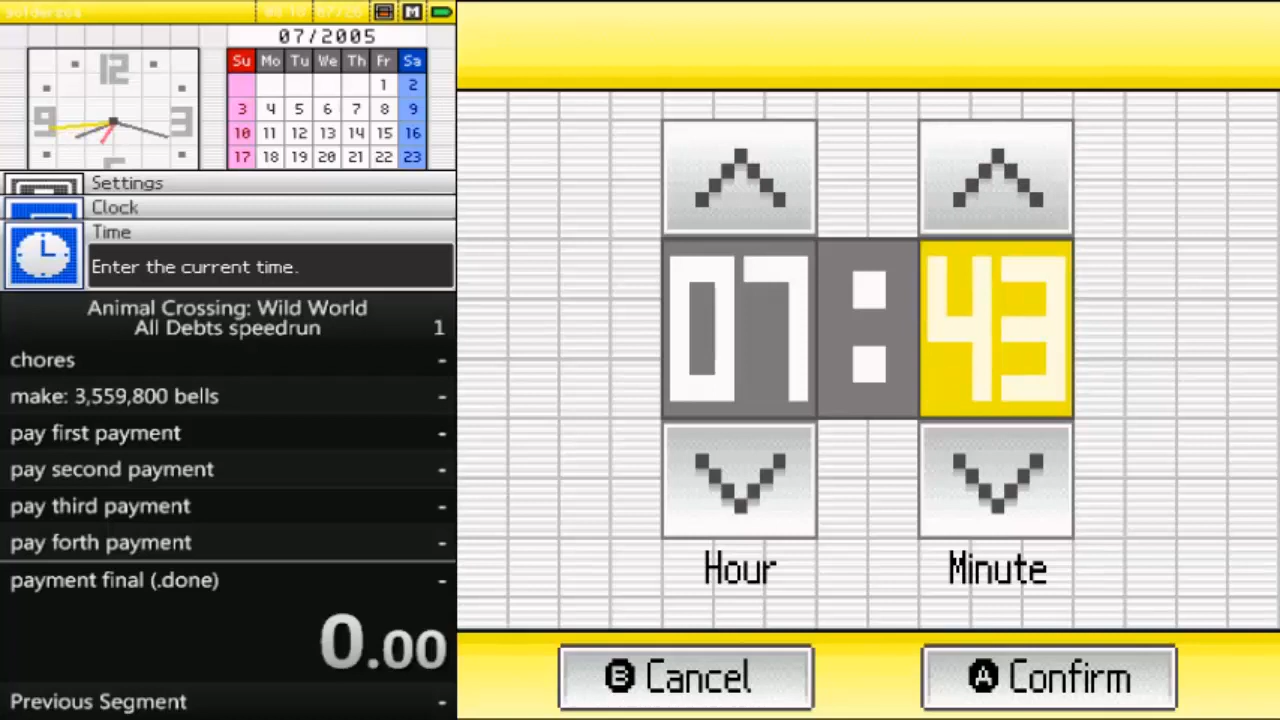 M
07/2005
12
9
3
Su Mo Tu We Th Fr Sa
1 2
3 4 5 6 7 8 9
10 11 12 13 14 15 16
17 18 19 20 21 22 23
Settings
Clock
Time
Enter the current time.
Animal Crossing: Wild World
All Debts speedrun 1
chores -
make: 3,559,800 bells -
pay first payment -
pay second payment -
pay third payment -
pay forth payment -
payment final (.done) -
0.00
Previous Segment -
07:43
Hour Minute
B Cancel
A Confirm